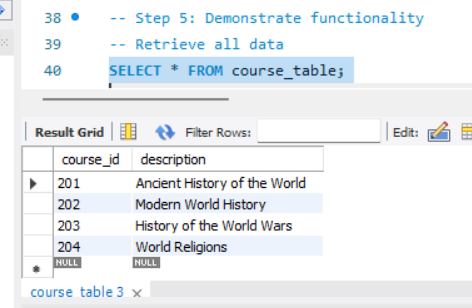 38 -- Step 5: Demonstrate functionality
39 -- Retrieve all data
40 SELECT * FROM course_table;
Result Grid Filter Rows: Edit:
course_id description
201 Ancient History of the World
202 Modern World History
203 History of the World Wars
204 World Religions
NULL NULL
course table 3